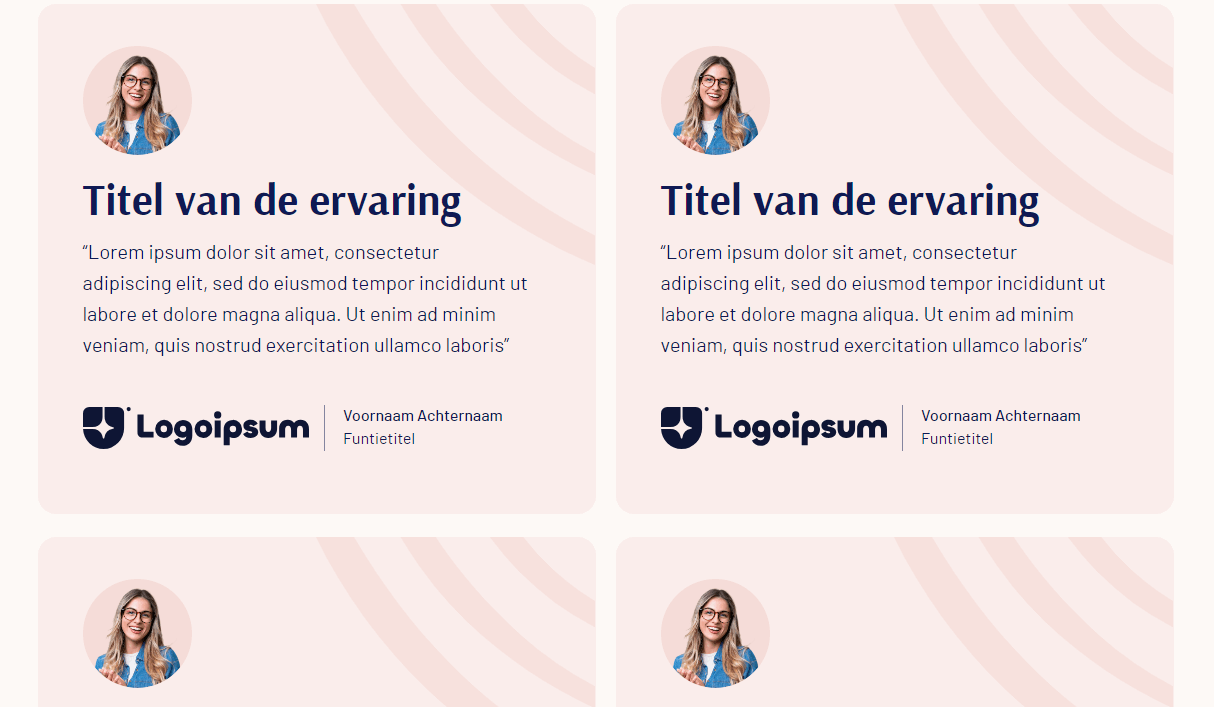 Titel van de ervaring
“Lorem ipsum dolor sit amet, consectetur
adipiscing elit, sed do eiusmod tempor incididunt ut
labore et dolore magna aliqua. Ut enim ad minim
veniam, quis nostrud exercitation ullamco laboris”
Logoipsum
Voornaam Achternaam
Funtietitel
Titel van de ervaring
“Lorem ipsum dolor sit amet, consectetur
adipiscing elit, sed do eiusmod tempor incididunt ut
labore et dolore magna aliqua. Ut enim ad minim
veniam, quis nostrud exercitation ullamco laboris”
Logoipsum
Voornaam Achternaam
Funtietitel